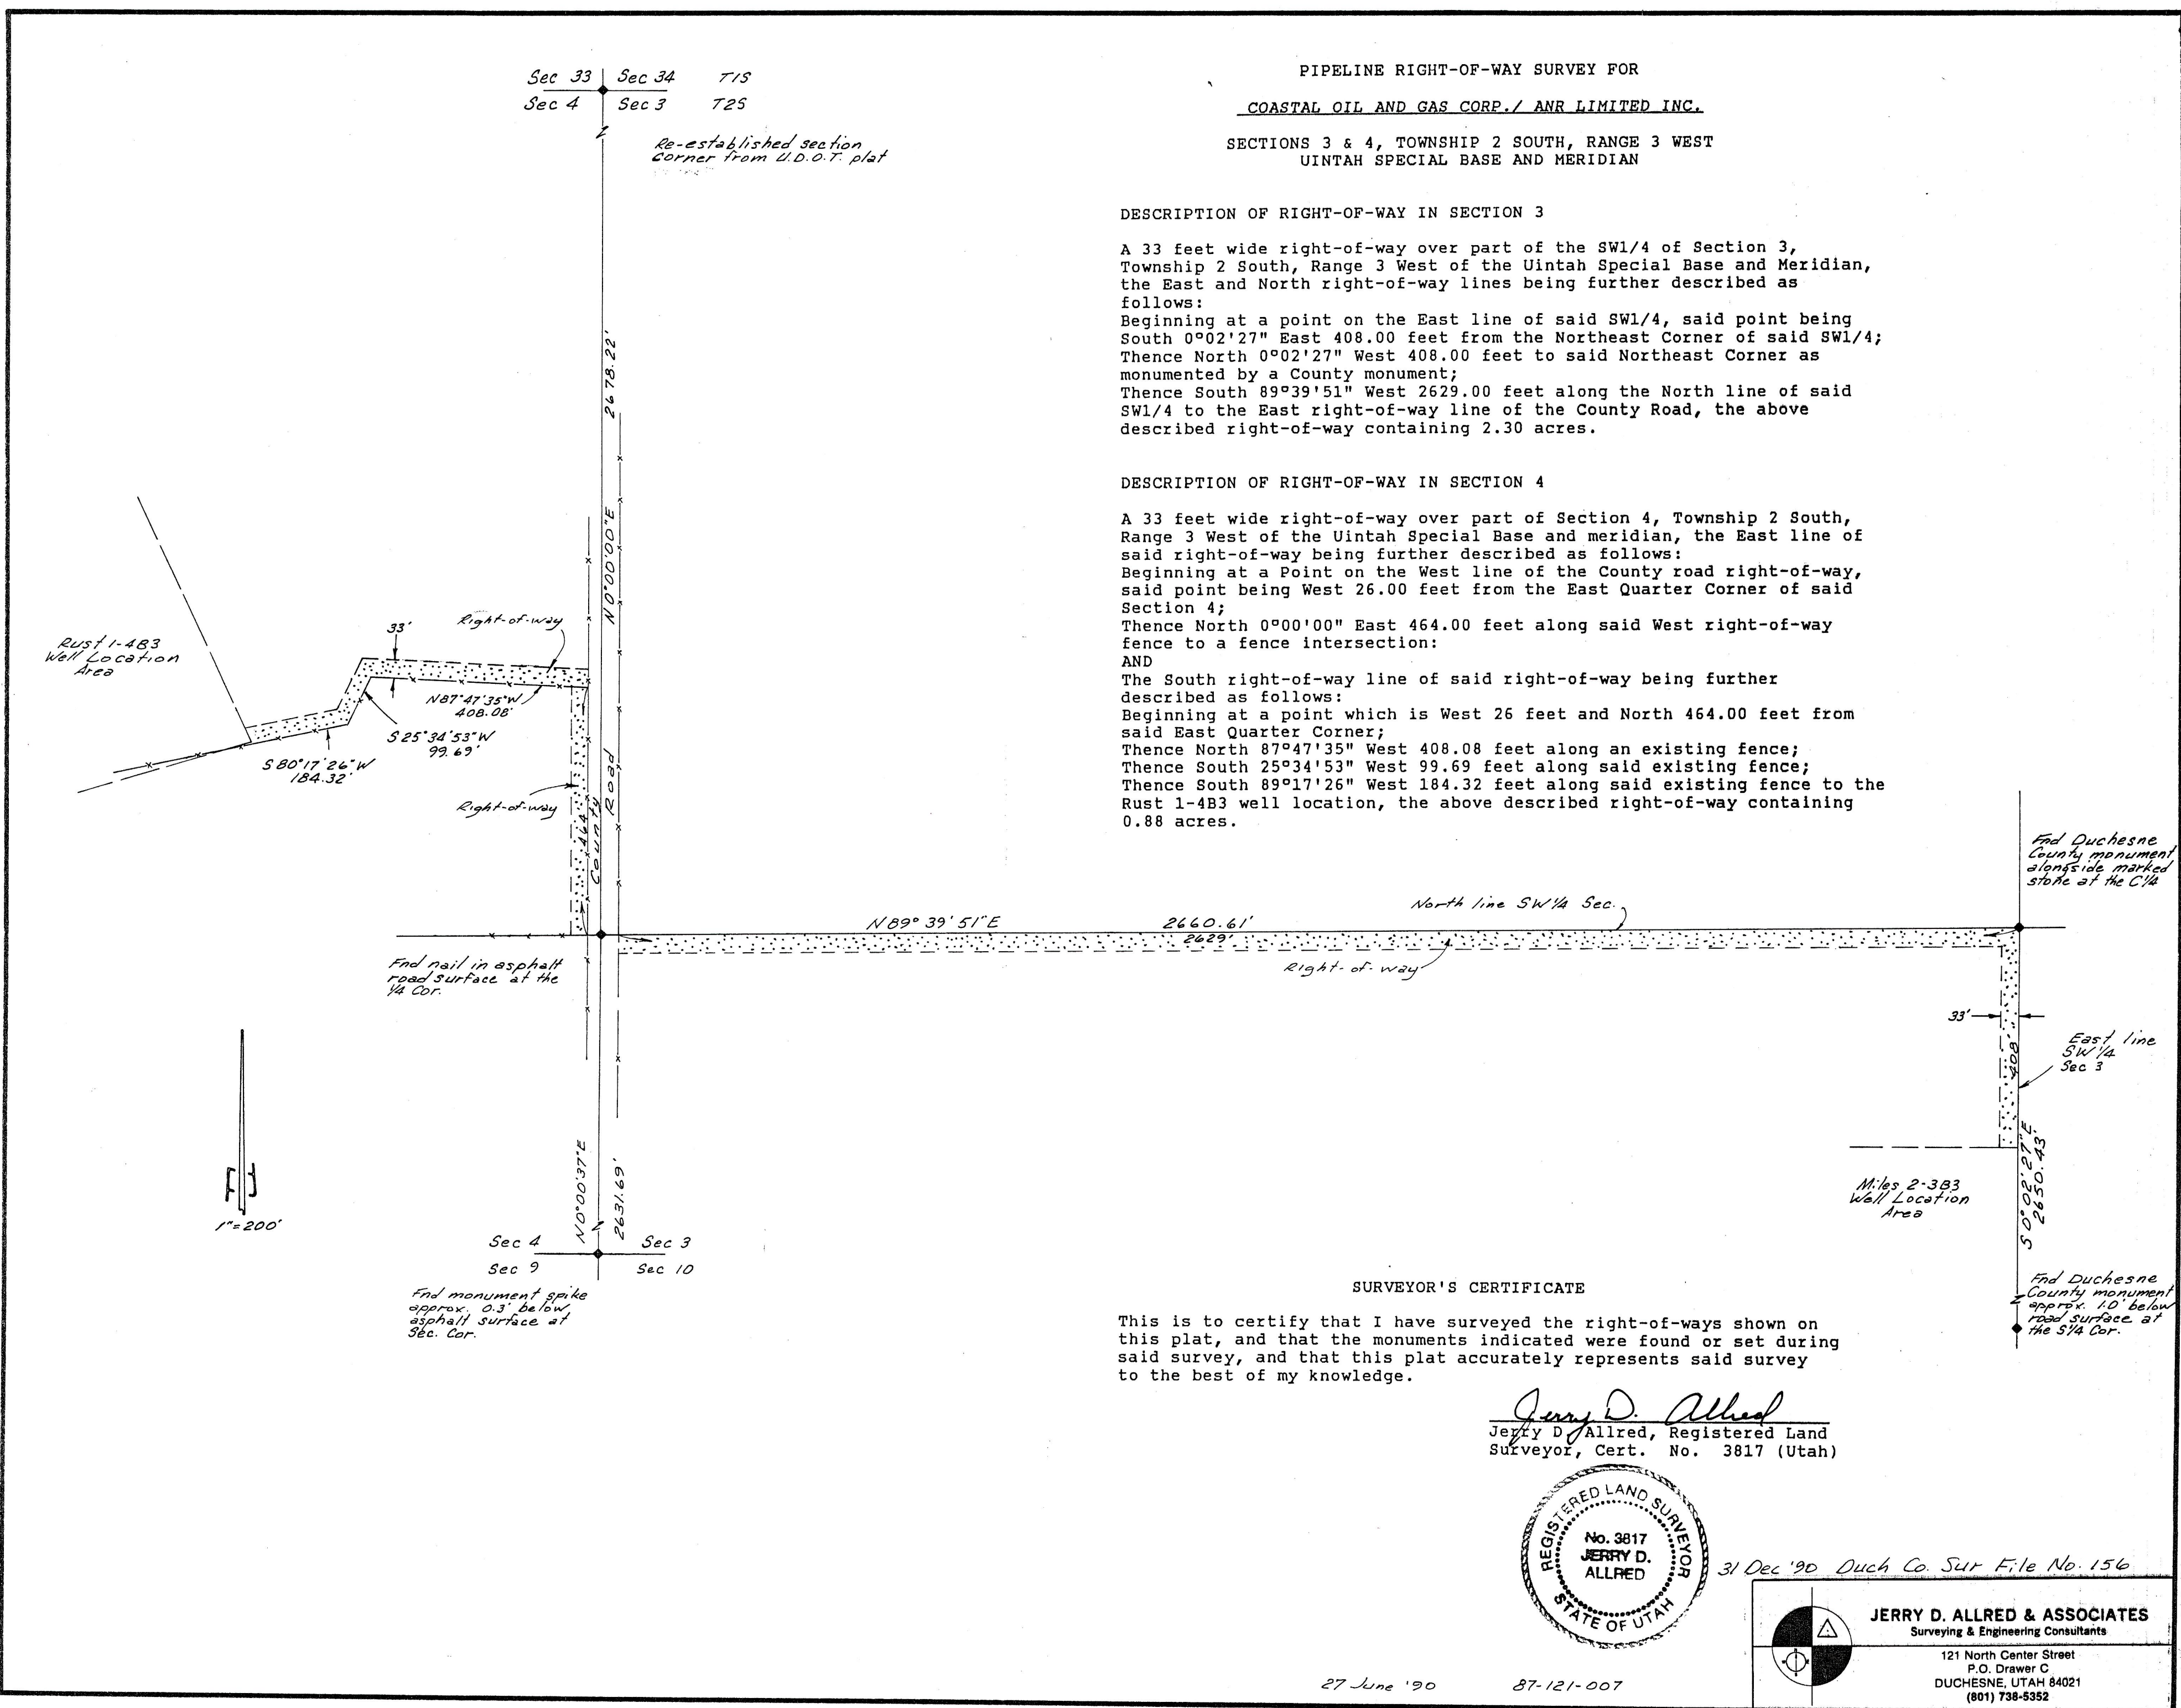 PIPELINE RIGHT-OF-WAY SURVEY FOR
COASTAL OIL AND GAS CORP./ ANR LIMITED INC.
SECTIONS 3 & 4, TOWNSHIP 2 SOUTH, RANGE 3 WEST
UINTAH SPECIAL BASE AND MERIDIAN
DESCRIPTION OF RIGHT-OF-WAY IN SECTION 3
A 33 feet wide right-of-way over part of the SW1/4 of Section 3,
Township 2 South, Range 3 West of the Uintah Special Base and Meridian,
the East and North right-of-way lines being further described as
follows:
Beginning at a point on the East line of said SW1/4, said point being
South 0°02'27" East 408.00 feet from the Northeast Corner of said SW1/4;
Thence North 0°02'27" West 408.00 feet to said Northeast Corner as
monumented by a County monument;
Thence South 89°39'51" West 2629.00 feet along the North line of said
SW1/4 to the East right-of-way line of the County Road, the above
described right-of-way containing 2.30 acres.
DESCRIPTION OF RIGHT-OF-WAY IN SECTION 4
A 33 feet wide right-of-way over part of Section 4, Township 2 South,
Range 3 West of the Uintah Special Base and meridian, the East line of
said right-of-way being further described as follows:
Beginning at a Point on the West line of the County road right-of-way,
said point being West 26.00 feet from the East Quarter Corner of said
Section 4;
Thence North 0°00'00" East 464.00 feet along said West right-of-way
fence to a fence intersection:
AND
The South right-of-way line of said right-of-way being further
described as follows:
Beginning at a point which is West 26 feet and North 464.00 feet from
said East Quarter Corner;
Thence North 87°47'35" West 408.08 feet along an existing fence;
Thence South 25°34'53" West 99.69 feet along said existing fence;
Thence South 89°17'26" West 184.32 feet along said existing fence to the
Rust 1-4B3 well location, the above described right-of-way containing
0.88 acres.
Sec 33 Sec 34 T1S
Sec 4 Sec 3 T2S
Re-established section
corner from U.D.O.T. plat
2678.22'
N0°00'00"E
Rust 1-4B3
Well Location
Area
33'
Right-of-way
N87°47'35"W
408.08'
S25°34'53"W
99.69'
S80°17'26"W
184.32'
Right-of-way
464'
County Road
Fnd nail in asphalt
road surface at the
1/4 Cor.
N89°39'51"E 2660.61'
2629'
North line SW1/4 Sec.
Right-of-way
Fnd Duchesne
County monument
alongside marked
stone at the C1/4
33'
408'
East line
SW1/4
Sec 3
S0°02'27"E
2650.43'
Miles 2-3B3
Well Location
Area
Fnd Duchesne
County monument
approx. 1.0' below
road surface at
the S1/4 Cor.
1"=200'
N0°00'37"E
2631.69'
Sec 4 Sec 3
Sec 9 Sec 10
Fnd monument spike
approx. 0.3' below
asphalt surface at
Sec. Cor.
SURVEYOR'S CERTIFICATE
This is to certify that I have surveyed the right-of-ways shown on
this plat, and that the monuments indicated were found or set during
said survey, and that this plat accurately represents said survey
to the best of my knowledge.
Jerry D. Allred
Jerry D. Allred, Registered Land
Surveyor, Cert. No. 3817 (Utah)
REGISTERED LAND SURVEYOR
No. 3817
JERRY D.
ALLRED
STATE OF UTAH
31 Dec '90 Duch Co. Sur File No. 156
JERRY D. ALLRED & ASSOCIATES
Surveying & Engineering Consultants
121 North Center Street
P.O. Drawer C
DUCHESNE, UTAH 84021
(801) 738-5352
27 June '90 87-121-007